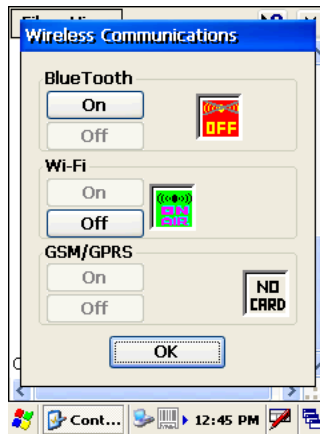 Wireless Communications
BlueTooth
On
Off
OFF
Wi-Fi
On
Off
ON
AIR
GSM/GPRS
On
Off
NO
CARD
OK
Cont...
12:45 PM